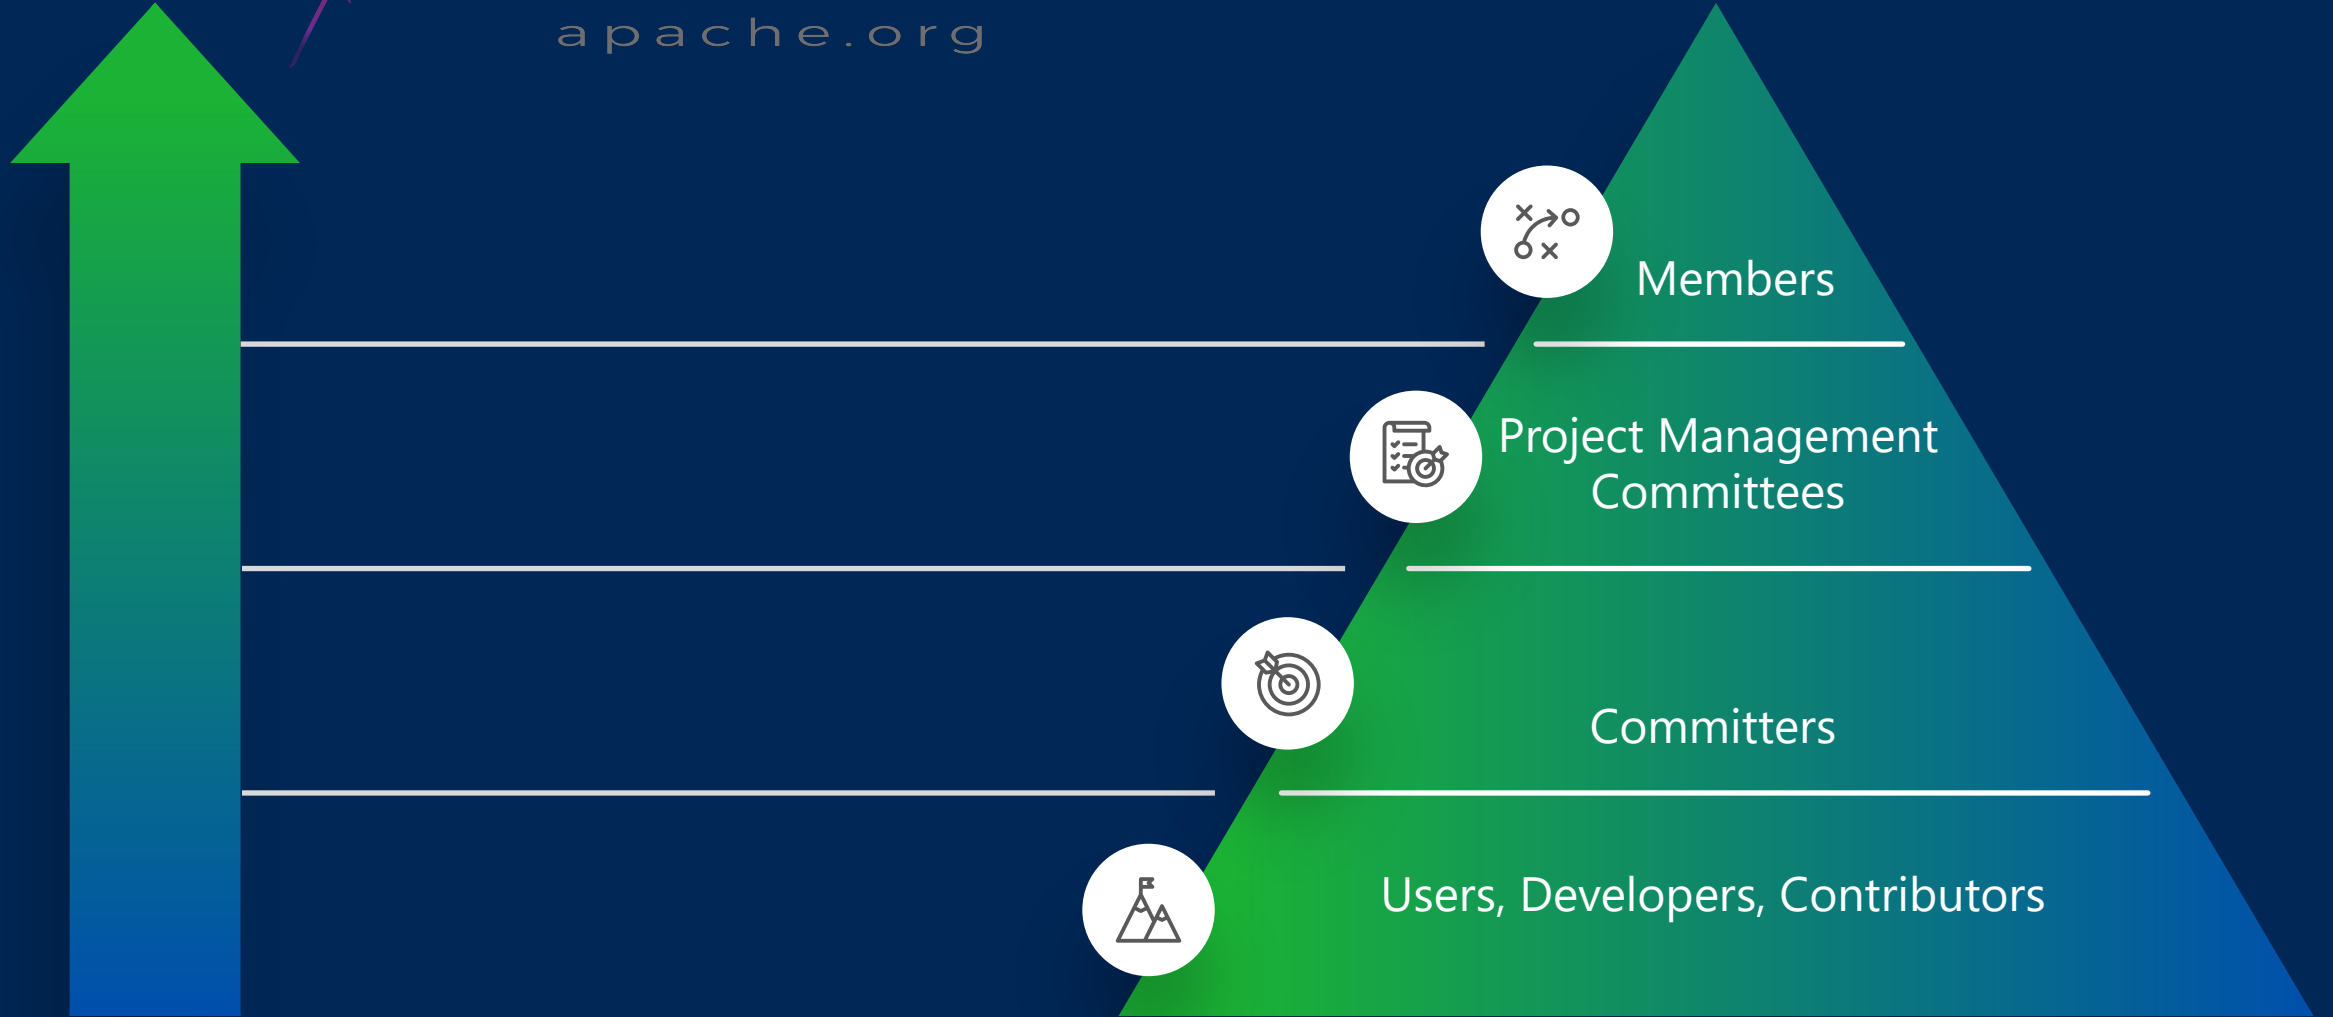 apache.org
Members
Project Management
Committees
Committers
Users, Developers, Contributors